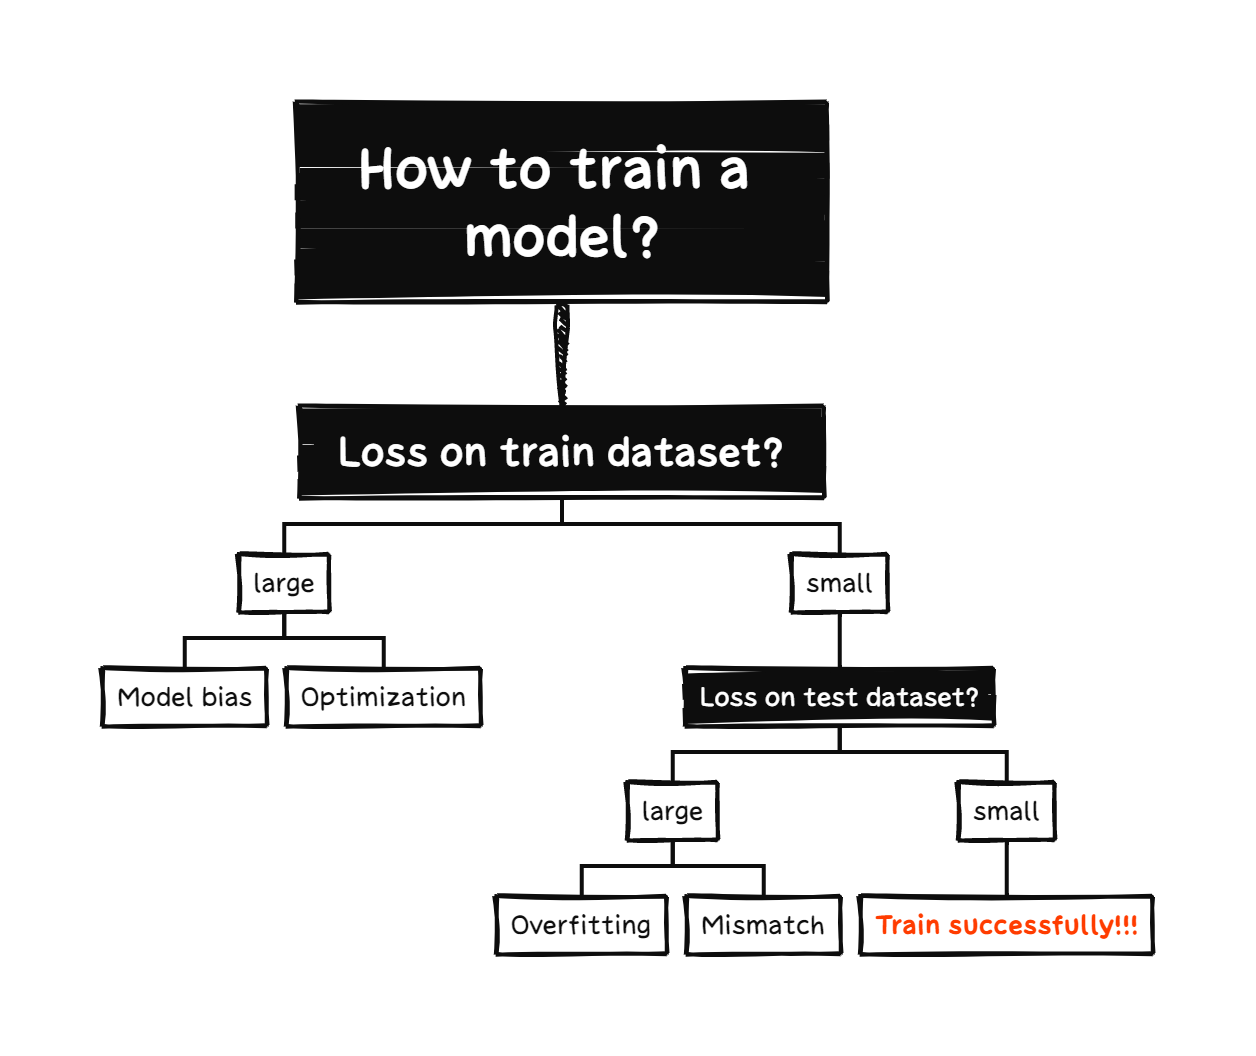 How to train a
model?
Loss on train dataset?
large
small
Model bias
Optimization
Loss on test dataset?
large
small
Overfitting
Mismatch
Train successfully!!!